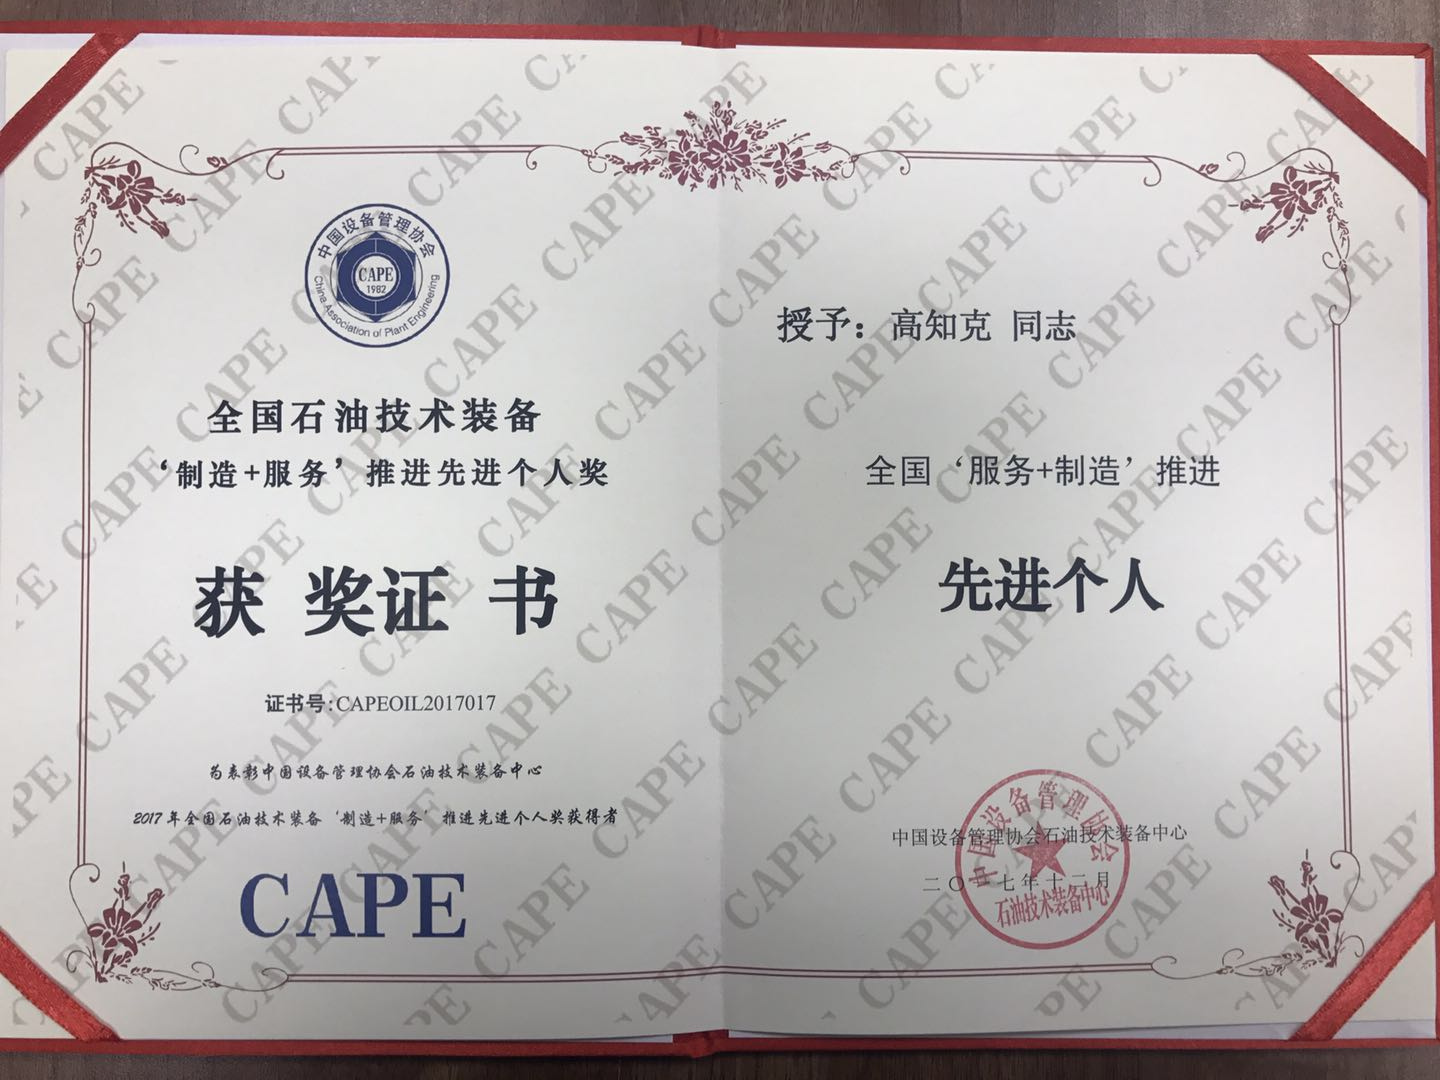 中国设备管理协会
CAPE
1982
China Association of Plant Engineering
全国石油技术装备
‘制造+服务’推进先进个人奖
获 奖证 书
证书号:CAPEOIL2017017
为表彰中国设备管理协会石油技术装备中心
2017年全国石油技术装备‘制造+服务’推进先进个人奖获得者
CAPE
授予：高知克 同志
全国‘服务+制造’推进
先进个人
中国设备管理协会石油技术装备中心
二〇一七年十二月
中国设备管理协会
石油技术装备中心